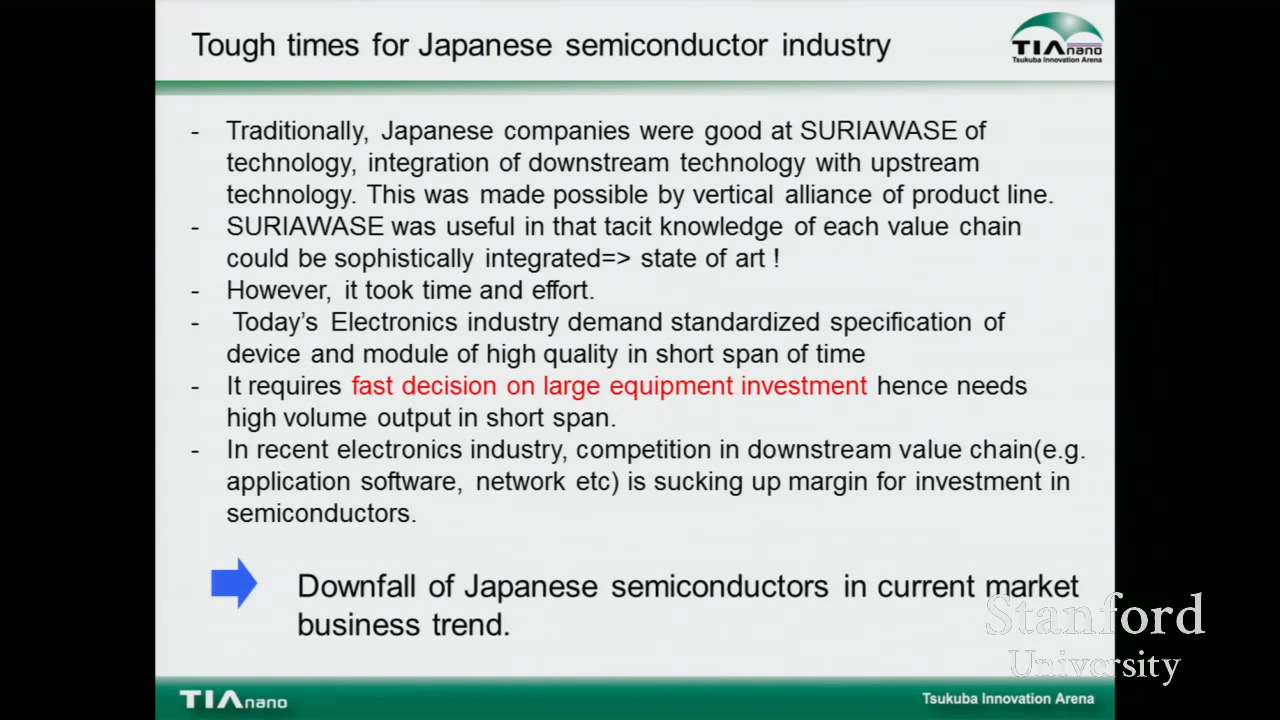 Tough times for Japanese semiconductor industry
TIA nano
Tsukuba Innovation Arena
- Traditionally, Japanese companies were good at SURIAWASE of
technology, integration of downstream technology with upstream
technology. This was made possible by vertical alliance of product line.
- SURIAWASE was useful in that tacit knowledge of each value chain
could be sophistically integrated=> state of art !
- However, it took time and effort.
- Today's Electronics industry demand standardized specification of
device and module of high quality in short span of time
- It requires fast decision on large equipment investment hence needs
high volume output in short span.
- In recent electronics industry, competition in downstream value chain(e.g.
application software, network etc) is sucking up margin for investment in
semiconductors.
Downfall of Japanese semiconductors in current market
business trend.
Stanford
University
TIA nano
Tsukuba Innovation Arena